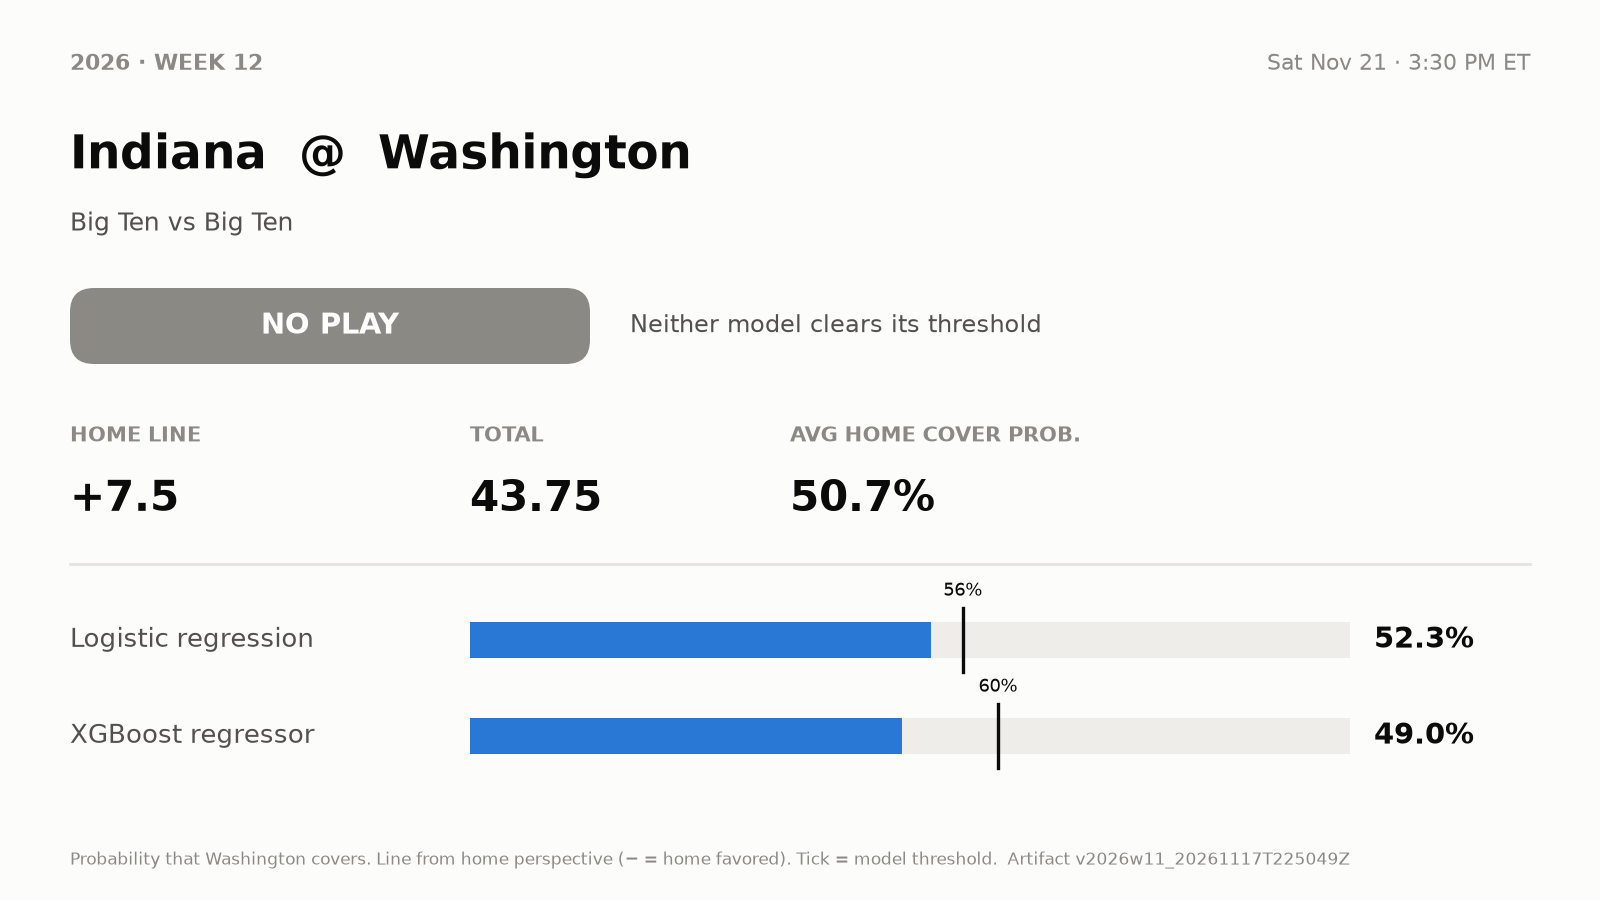 2026 · WEEK 12
Sat Nov 21 · 3:30 PM ET
Indiana @ Washington
Big Ten vs Big Ten
NO PLAY
Neither model clears its threshold
HOME LINE
TOTAL
AVG HOME COVER PROB.
+7.5
43.75
50.7%
56%
Logistic regression
52.3%
60%
XGBoost regressor
49.0%
Probability that Washington covers. Line from home perspective (− = home favored). Tick = model threshold. Artifact v2026w11_20261117T225049Z